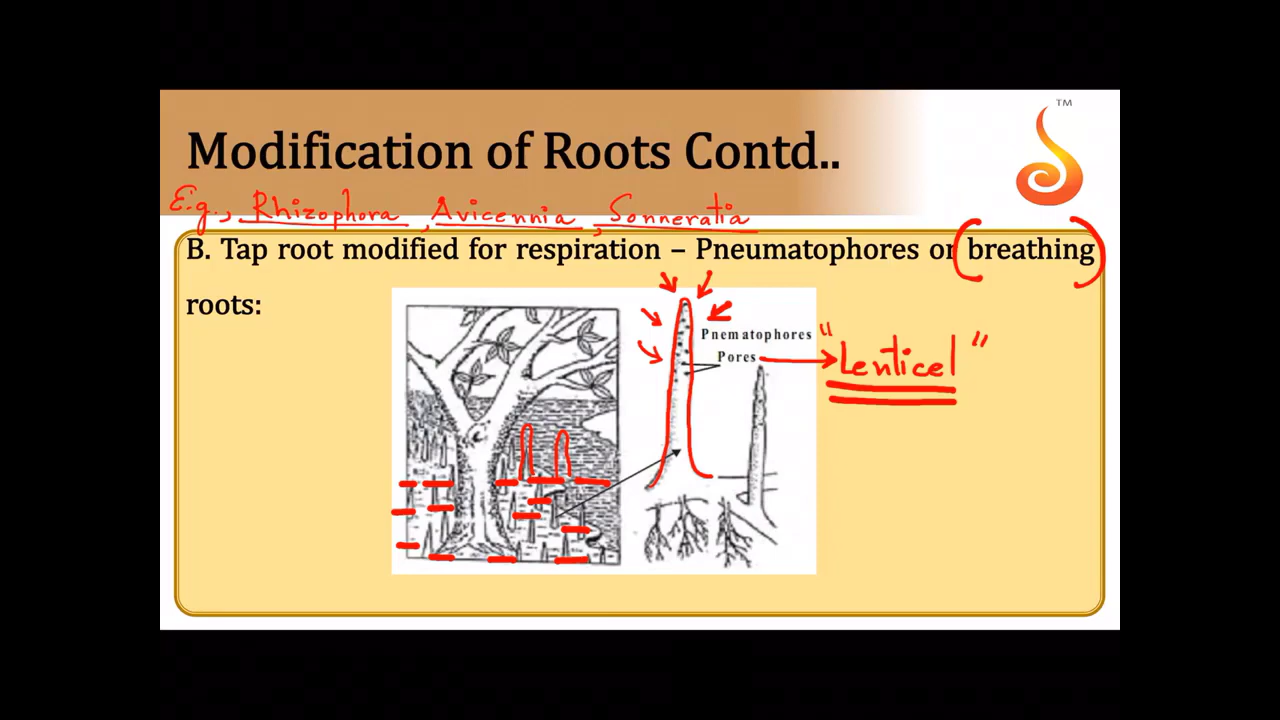 TM
Modification of Roots Contd..
E.g., Rhizophora, Avicennia, Sonneratia
B. Tap root modified for respiration – Pneumatophores or (breathing)
roots:
Pnematophores
Pores
"Lenticel"